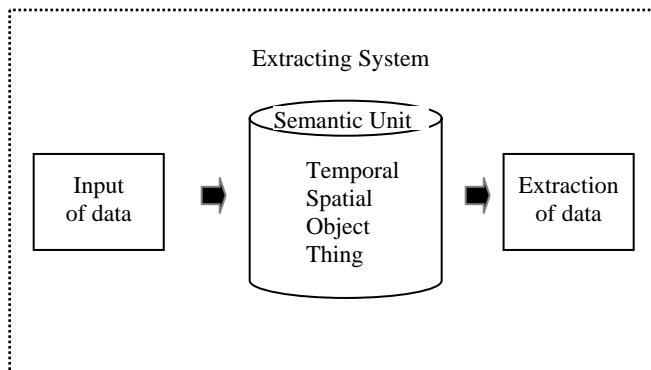 Extracting System
Semantic Unit
Temporal
Spatial
Object
Thing
Input
of data
Extraction
of data